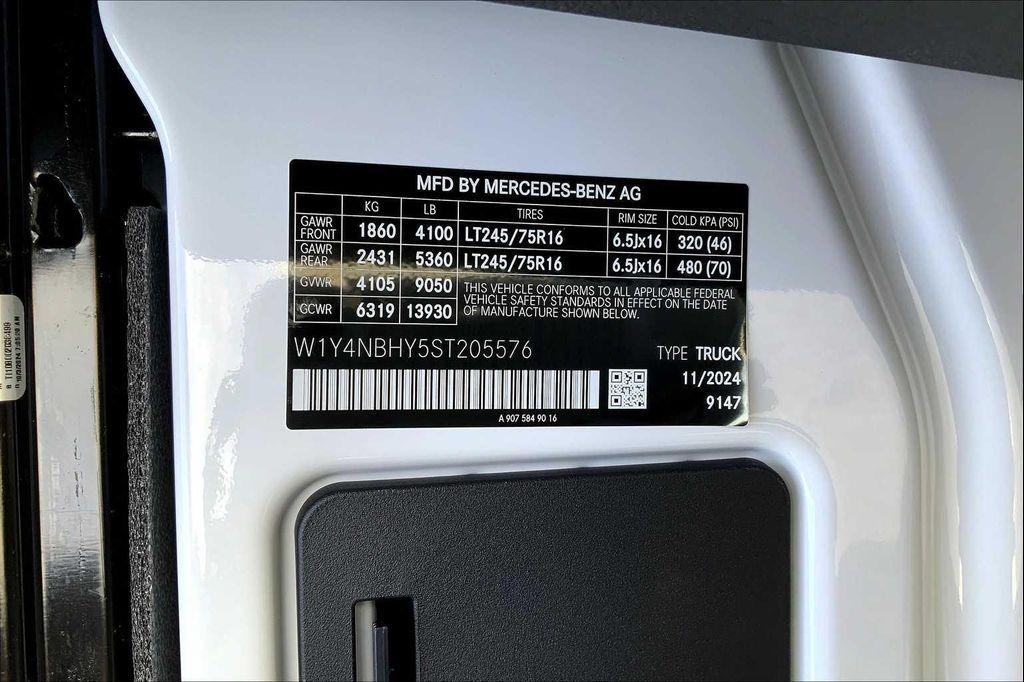 MFD BY MERCEDES-BENZ AG
KG LB TIRES RIM SIZE COLD KPA (PSI)
GAWR FRONT 1860 4100 LT245/75R16 6.5Jx16 320 (46)
GAWR REAR 2431 5360 LT245/75R16 6.5Jx16 480 (70)
GVWR 4105 9050
GCWR 6319 13930
THIS VEHICLE CONFORMS TO ALL APPLICABLE FEDERAL
VEHICLE SAFETY STANDARDS IN EFFECT ON THE DATE
OF MANUFACTURE SHOWN BELOW.
W1Y4NBHY5ST205576
TYPE TRUCK
11/2024
9147
A 907 584 90 16